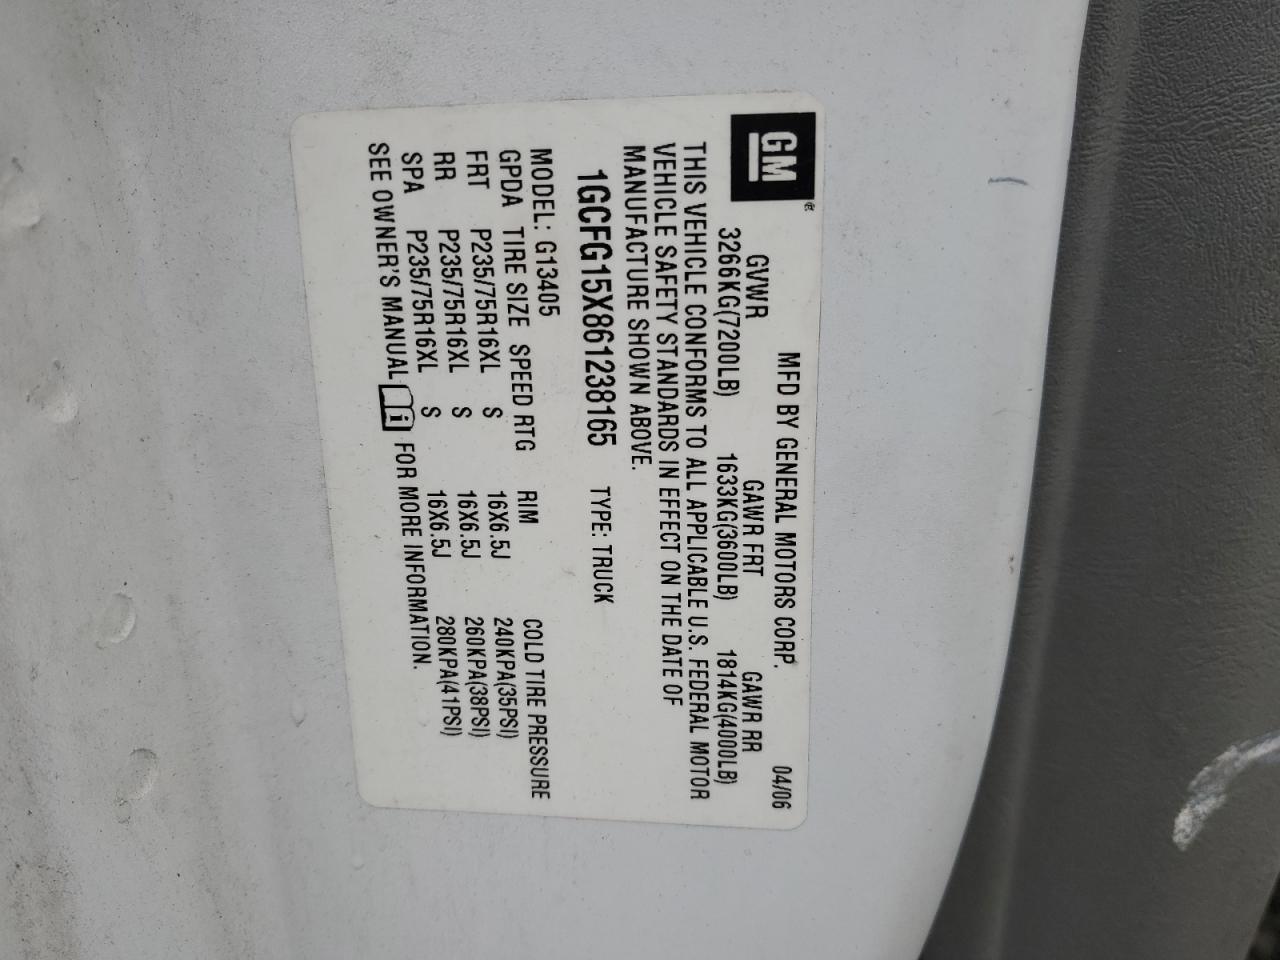 GM®
MFD BY GENERAL MOTORS CORP. 04/06
GVWR GAWR FRT GAWR RR
3266KG(7200LB) 1633KG(3600LB) 1814KG(4000LB)
THIS VEHICLE CONFORMS TO ALL APPLICABLE U.S. FEDERAL MOTOR
VEHICLE SAFETY STANDARDS IN EFFECT ON THE DATE OF
MANUFACTURE SHOWN ABOVE.
1GCFG15X861238165 TYPE: TRUCK
MODEL: G13405
GPDA TIRE SIZE SPEED RTG RIM COLD TIRE PRESSURE
FRT P235/75R16XL S 16X6.5J 240KPA(35PSI)
RR P235/75R16XL S 16X6.5J 260KPA(38PSI)
SPA P235/75R16XL S 16X6.5J 280KPA(41PSI)
SEE OWNER'S MANUAL i FOR MORE INFORMATION.